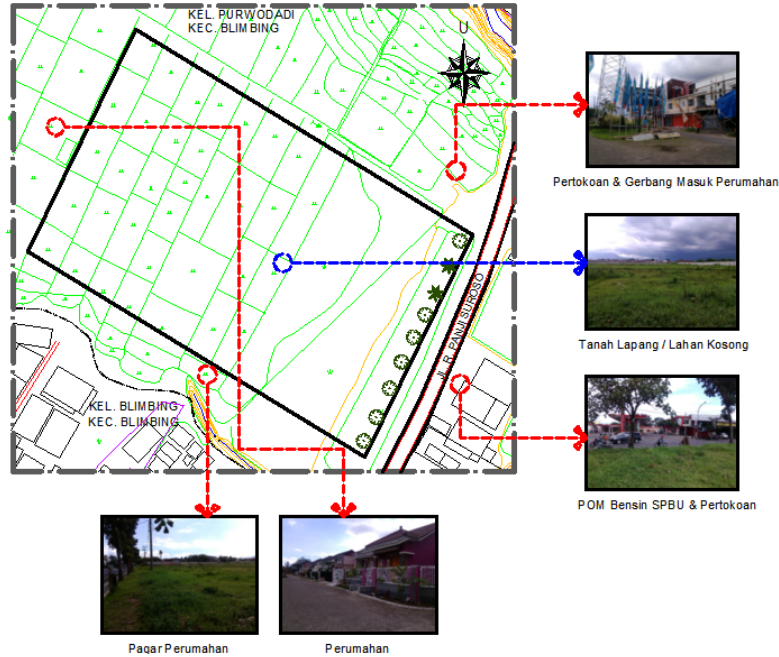 KEL. PURWODADI
KEC. BLIMBING
U
Pertokoan & Gerbang Masuk Perumahan
JL. R. PANJI SUROSO
Tanah Lapang / Lahan Kosong
KEL. BLIMBING
KEC. BLIMBING
POM Bensin SPBU & Pertokoan
Pagar Perumahan
Perumahan